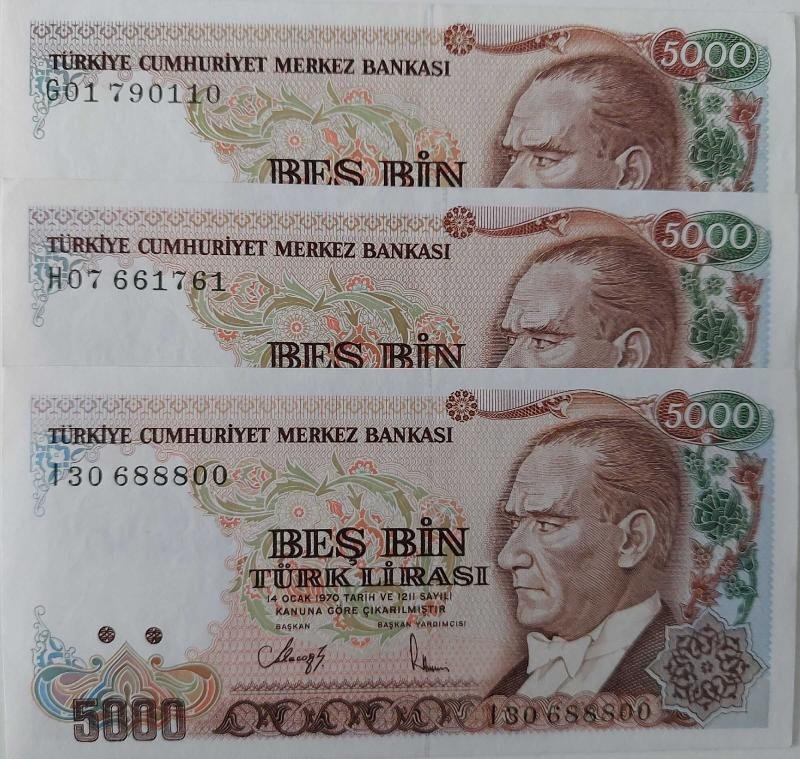 TÜRKİYE CUMHURİYET MERKEZ BANKASI 5000
G01 790110
BEŞ BİN
TÜRKİYE CUMHURİYET MERKEZ BANKASI 5000
H07 661761
BEŞ BİN
TÜRKİYE CUMHURİYET MERKEZ BANKASI 5000
I30 688800
BEŞ BİN
TÜRK LİRASI
14 OCAK 1970 TARİH VE 1211 SAYILI
KANUNA GÖRE ÇIKARILMIŞTIR
BAŞKAN BAŞKAN YARDIMCISI
5000 I30 688800